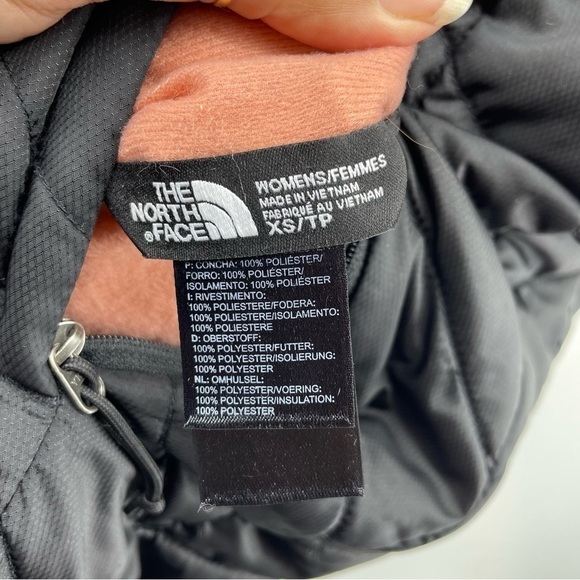 THE
NORTH
®FACE
WOMENS/FEMMES
MADE IN VIETNAM
FABRIQUÉ AU VIETNAM
XS/TP
P: CONCHA: 100% POLIÉSTER/
FORRO: 100% POLIÉSTER/
ISOLAMENTO: 100% POLIÉSTER
I: RIVESTIMENTO:
100% POLIESTERE/FODERA:
100% POLIESTERE/ISOLAMENTO:
100% POLIESTERE
D: OBERSTOFF:
100% POLYESTER/FUTTER:
100% POLYESTER/ISOLIERUNG:
100% POLYESTER
NL: OMHULSEL:
100% POLYESTER/VOERING:
100% POLYESTER/INSULATION:
100% POLYESTER